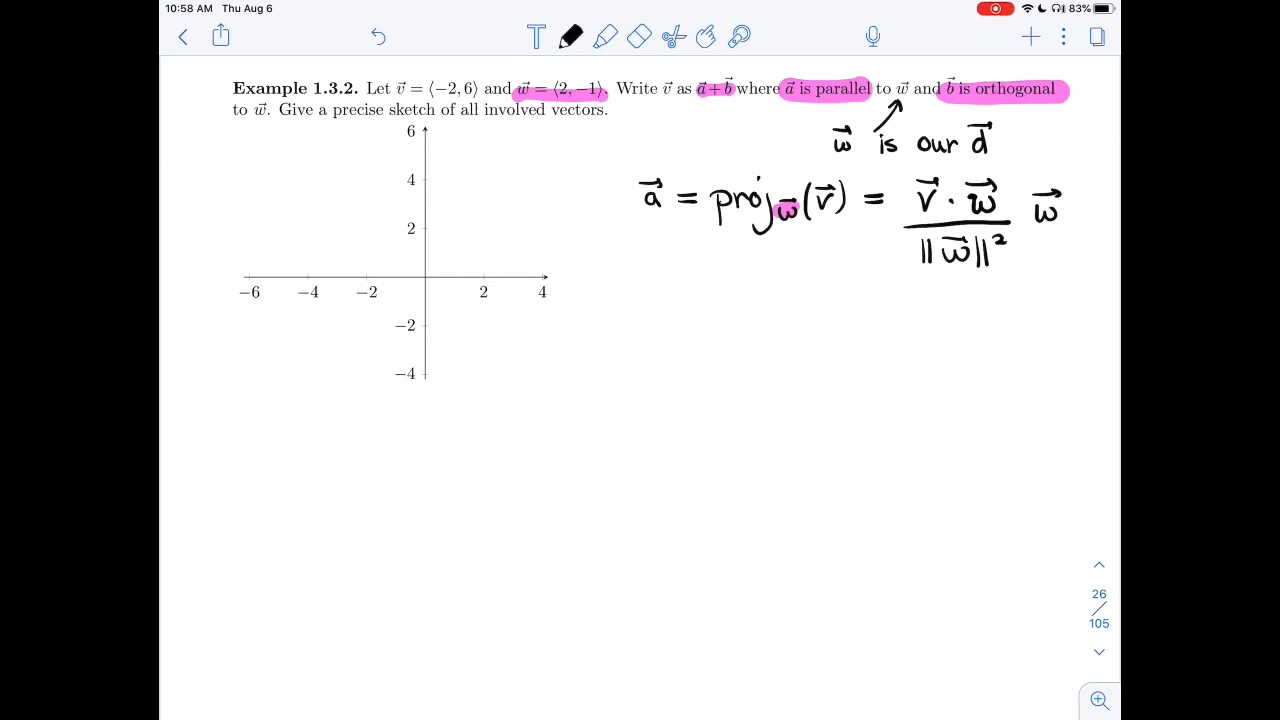 10:58 AM Thu Aug 6 83%
Example 1.3.2. Let v⃗ = ⟨−2, 6⟩ and w⃗ = ⟨2, −1⟩. Write v⃗ as a⃗ + b⃗ where a⃗ is parallel to w⃗ and b⃗ is orthogonal
to w⃗. Give a precise sketch of all involved vectors.
w⃗ is our d⃗
a⃗ = proj_w⃗(v⃗) = v⃗ · w⃗ / ||w⃗||² w⃗
6
4
2
−6 −4 −2 2 4
−2
−4
26
105